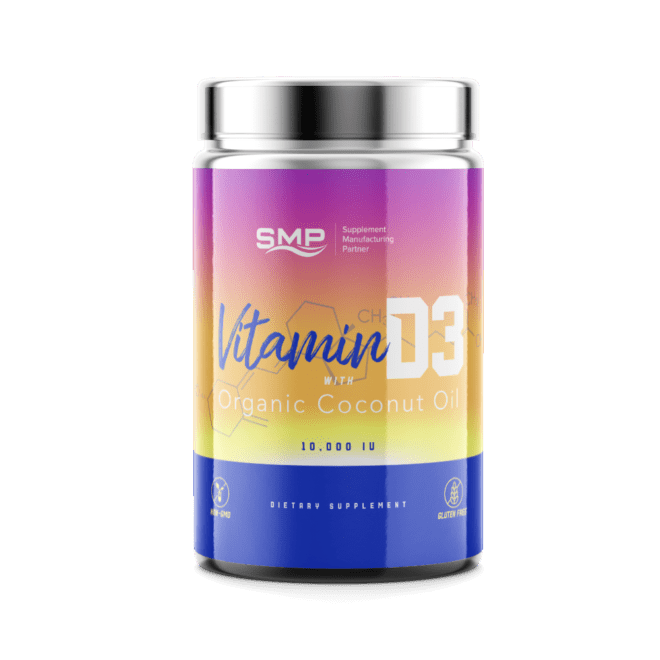 SMP
Supplement
Manufacturing
Partner
CH
Vitamin D3
WITH
Organic Coconut Oil
10,000 IU
DIETARY SUPPLEMENT
NON-GMO
GLUTEN FREE